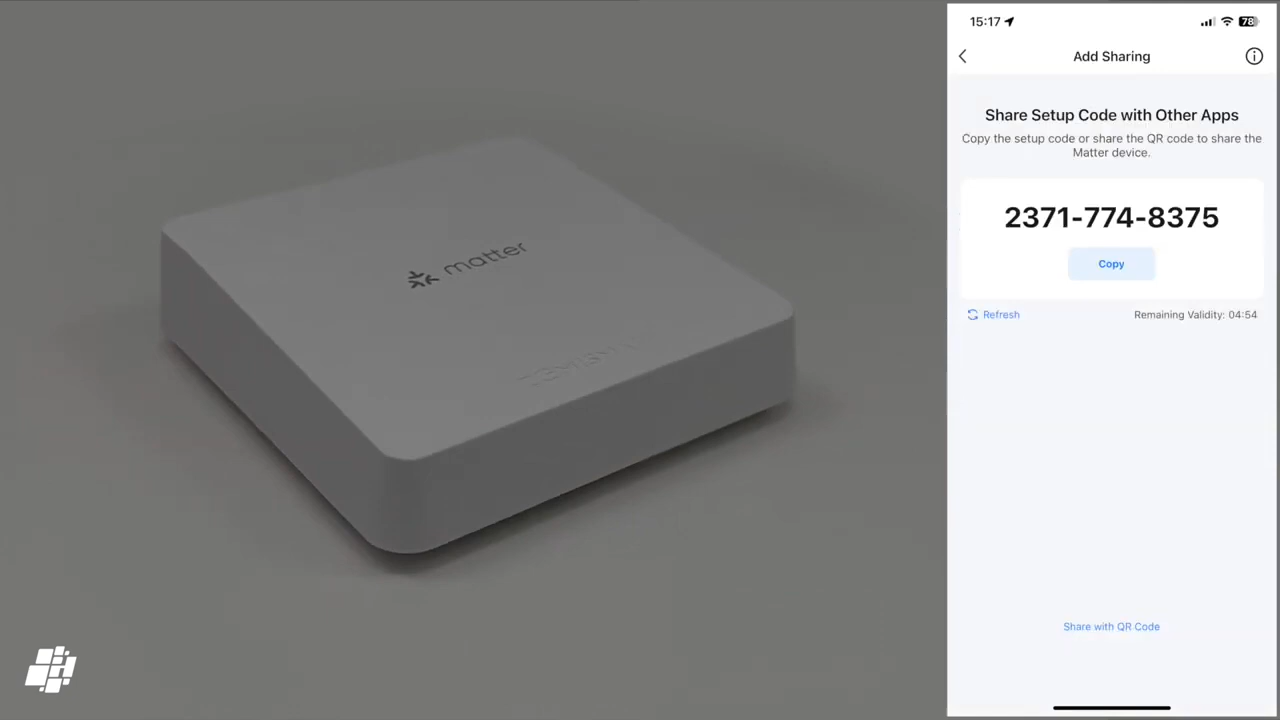 matter
15:17
78
Add Sharing
Share Setup Code with Other Apps
Copy the setup code or share the QR code to share the
Matter device.
2371-774-8375
Copy
Refresh
Remaining Validity: 04:54
Share with QR Code